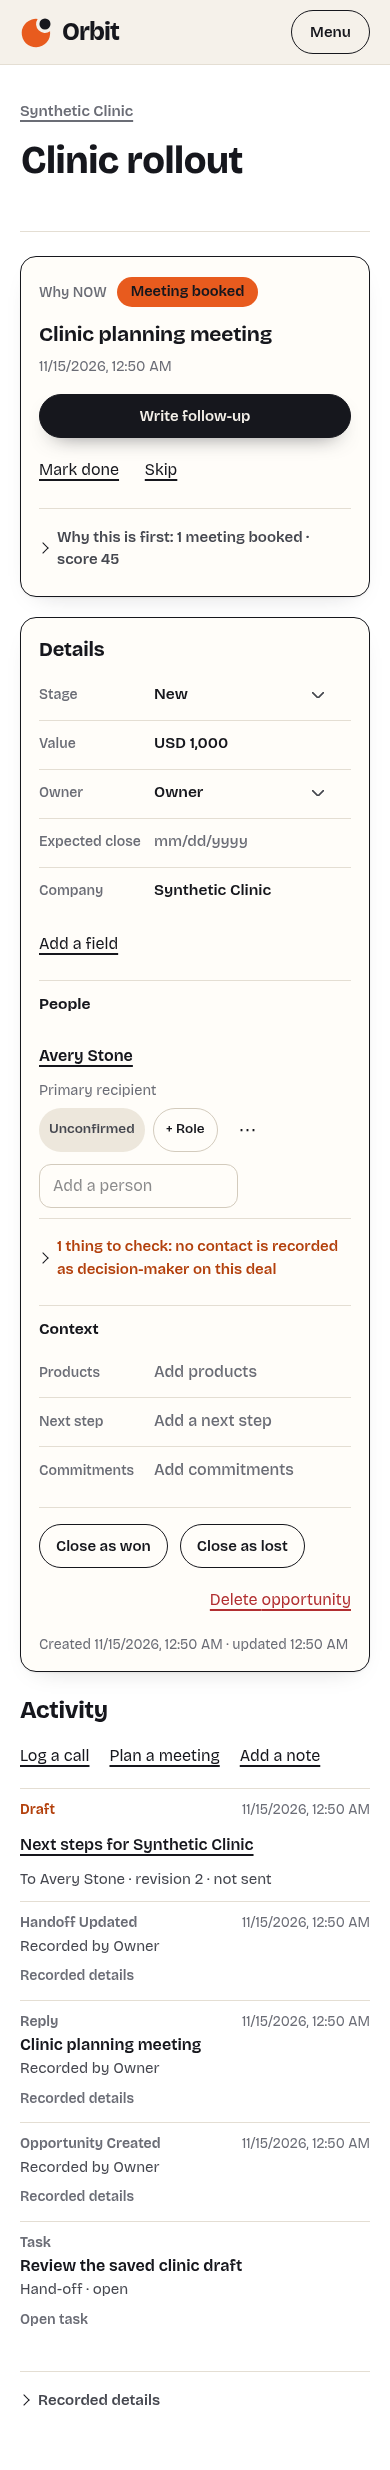 Orbit
Menu
Synthetic Clinic
Clinic rollout
Why NOW Meeting booked
Clinic planning meeting
11/15/2026, 12:50 AM
Write follow-up
Mark done Skip
Why this is first: 1 meeting booked ·
score 45
Details
Stage New
Value USD 1,000
Owner Owner
Expected close mm/dd/yyyy
Company Synthetic Clinic
Add a field
People
Avery Stone
Primary recipient
Unconfirmed + Role ...
Add a person
1 thing to check: no contact is recorded
as decision-maker on this deal
Context
Products Add products
Next step Add a next step
Commitments Add commitments
Close as won Close as lost
Delete opportunity
Created 11/15/2026, 12:50 AM · updated 12:50 AM
Activity
Log a call Plan a meeting Add a note
Draft 11/15/2026, 12:50 AM
Next steps for Synthetic Clinic
To Avery Stone · revision 2 · not sent
Handoff Updated 11/15/2026, 12:50 AM
Recorded by Owner
Recorded details
Reply 11/15/2026, 12:50 AM
Clinic planning meeting
Recorded by Owner
Recorded details
Opportunity Created 11/15/2026, 12:50 AM
Recorded by Owner
Recorded details
Task
Review the saved clinic draft
Hand-off · open
Open task
Recorded details